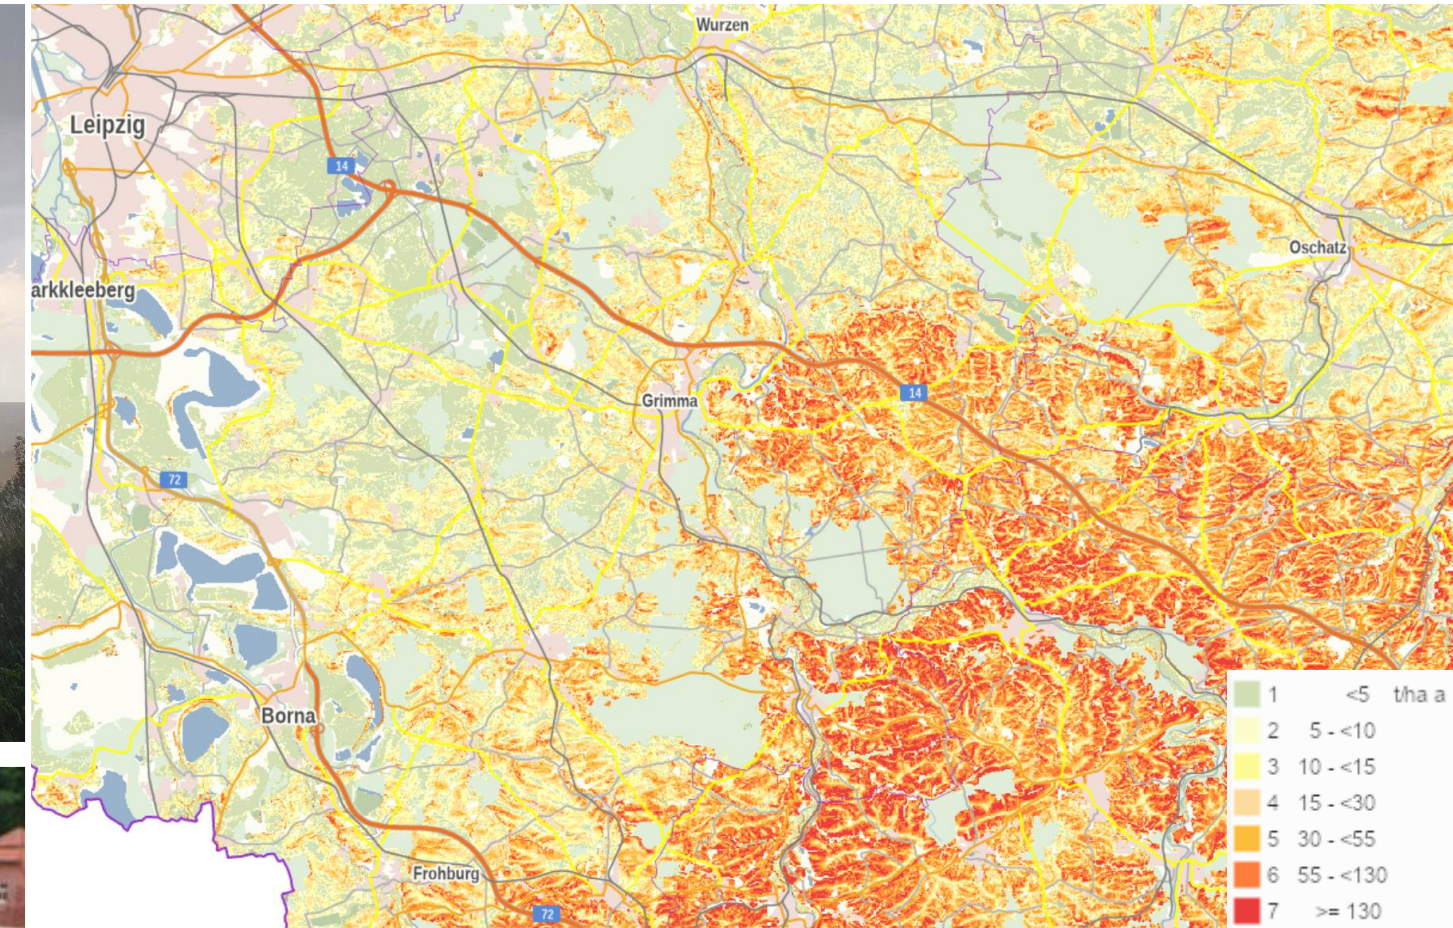 Wurzen
Leipzig
14
Oschatz
arkkleeberg
14
Grimma
72
Borna
Frohburg
72
1 <5 t/ha a
2 5 - <10
3 10 - <15
4 15 - <30
5 30 - <55
6 55 - <130
7 >= 130